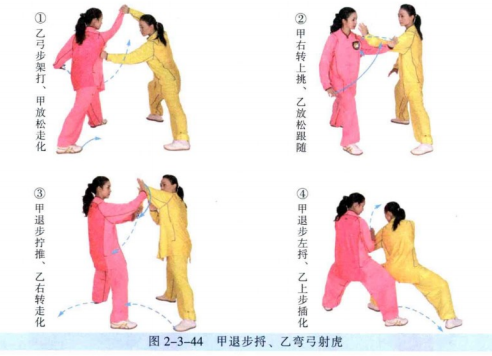 ①乙弓步架打、甲放松走化
②甲右转上挑、乙放松跟随
③甲退步拧推、乙右转走化
④甲退步左捋、乙上步插化
图 2-3-44 甲退步捋、乙弯弓射虎